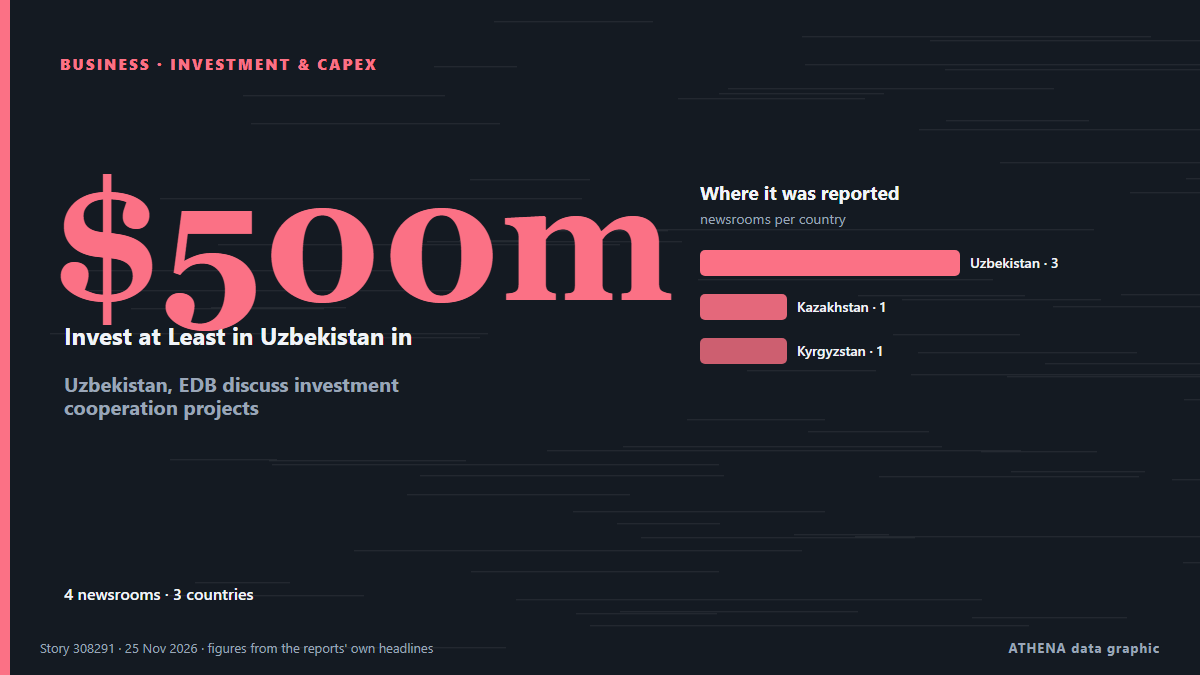 BUSINESS · INVESTMENT & CAPEX
$500m
Invest at Least in Uzbekistan in
Uzbekistan, EDB discuss investment
cooperation projects
Where it was reported
newsrooms per country
Uzbekistan · 3
Kazakhstan · 1
Kyrgyzstan · 1
4 newsrooms · 3 countries
Story 308291 · 25 Nov 2026 · figures from the reports' own headlines
ATHENA data graphic